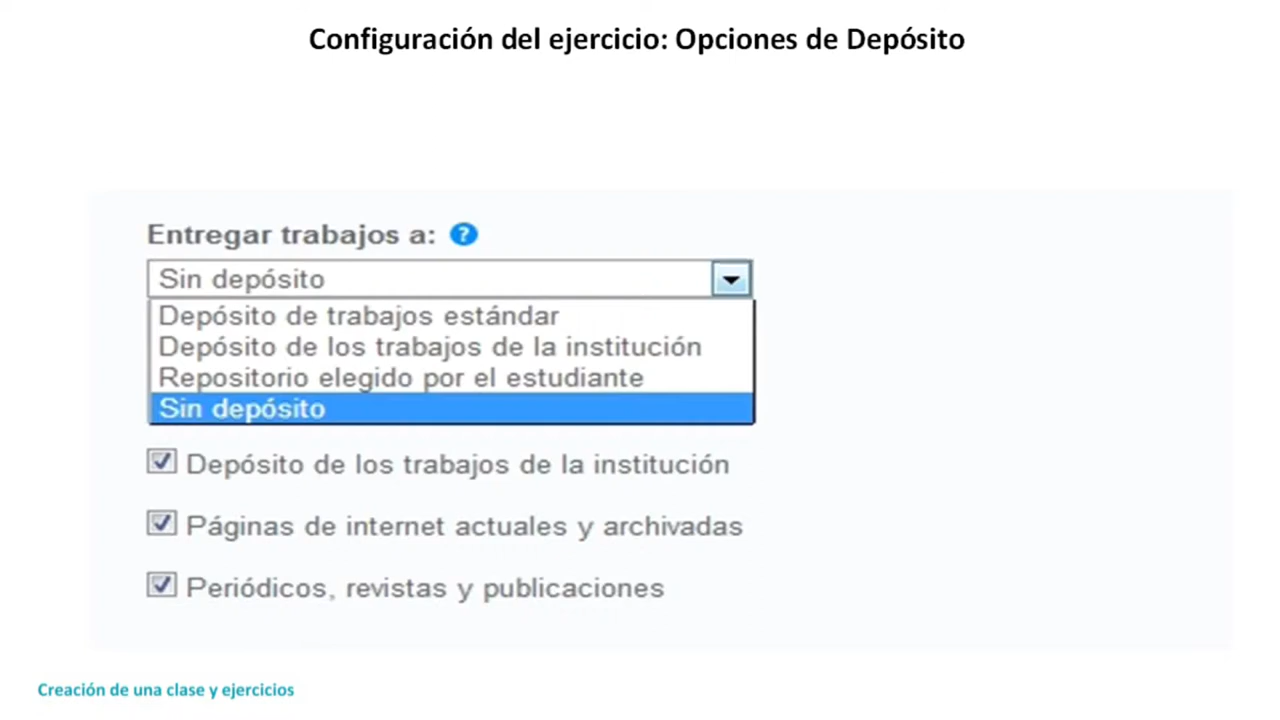 Configuración del ejercicio: Opciones de Depósito
Entregar trabajos a: ?
Sin depósito
Depósito de trabajos estándar
Depósito de los trabajos de la institución
Repositorio elegido por el estudiante
Sin depósito
Depósito de los trabajos de la institución
Páginas de internet actuales y archivadas
Periódicos, revistas y publicaciones
Creación de una clase y ejercicios